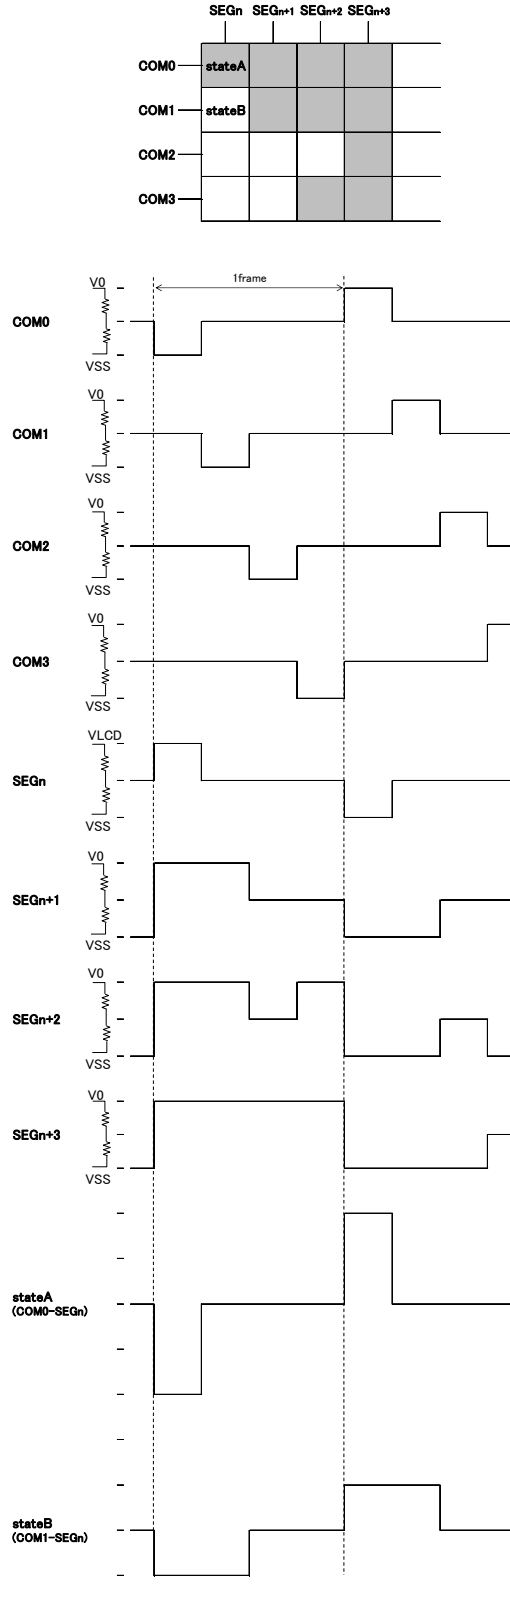 SEGn SEGn+1 SEGn+2 SEGn+3
COM0 stateA
COM1 stateB
COM2
COM3
1frame
V0
COM0
VSS
V0
COM1
VSS
V0
COM2
VSS
V0
COM3
VSS
VLCD
SEGn
VSS
V0
SEGn+1
VSS
V0
SEGn+2
VSS
V0
SEGn+3
VSS
stateA
(COM0-SEGn)
stateB
(COM1-SEGn)